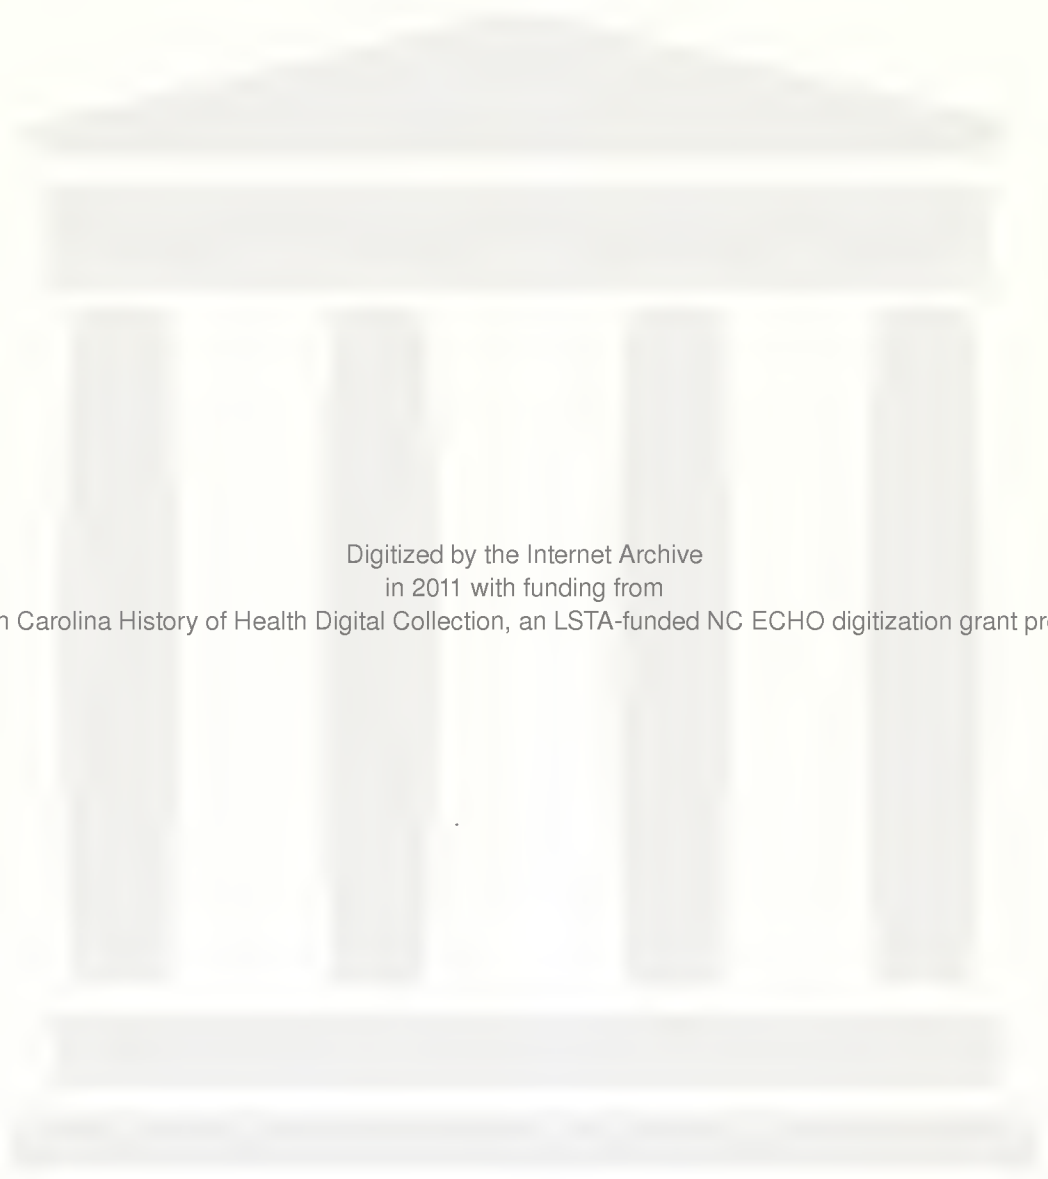 Digitized by the Internet Archive
in 2011 with funding from
Carolina History of Health Digital Collection, an LSTA-funded NC ECHO digitization grant